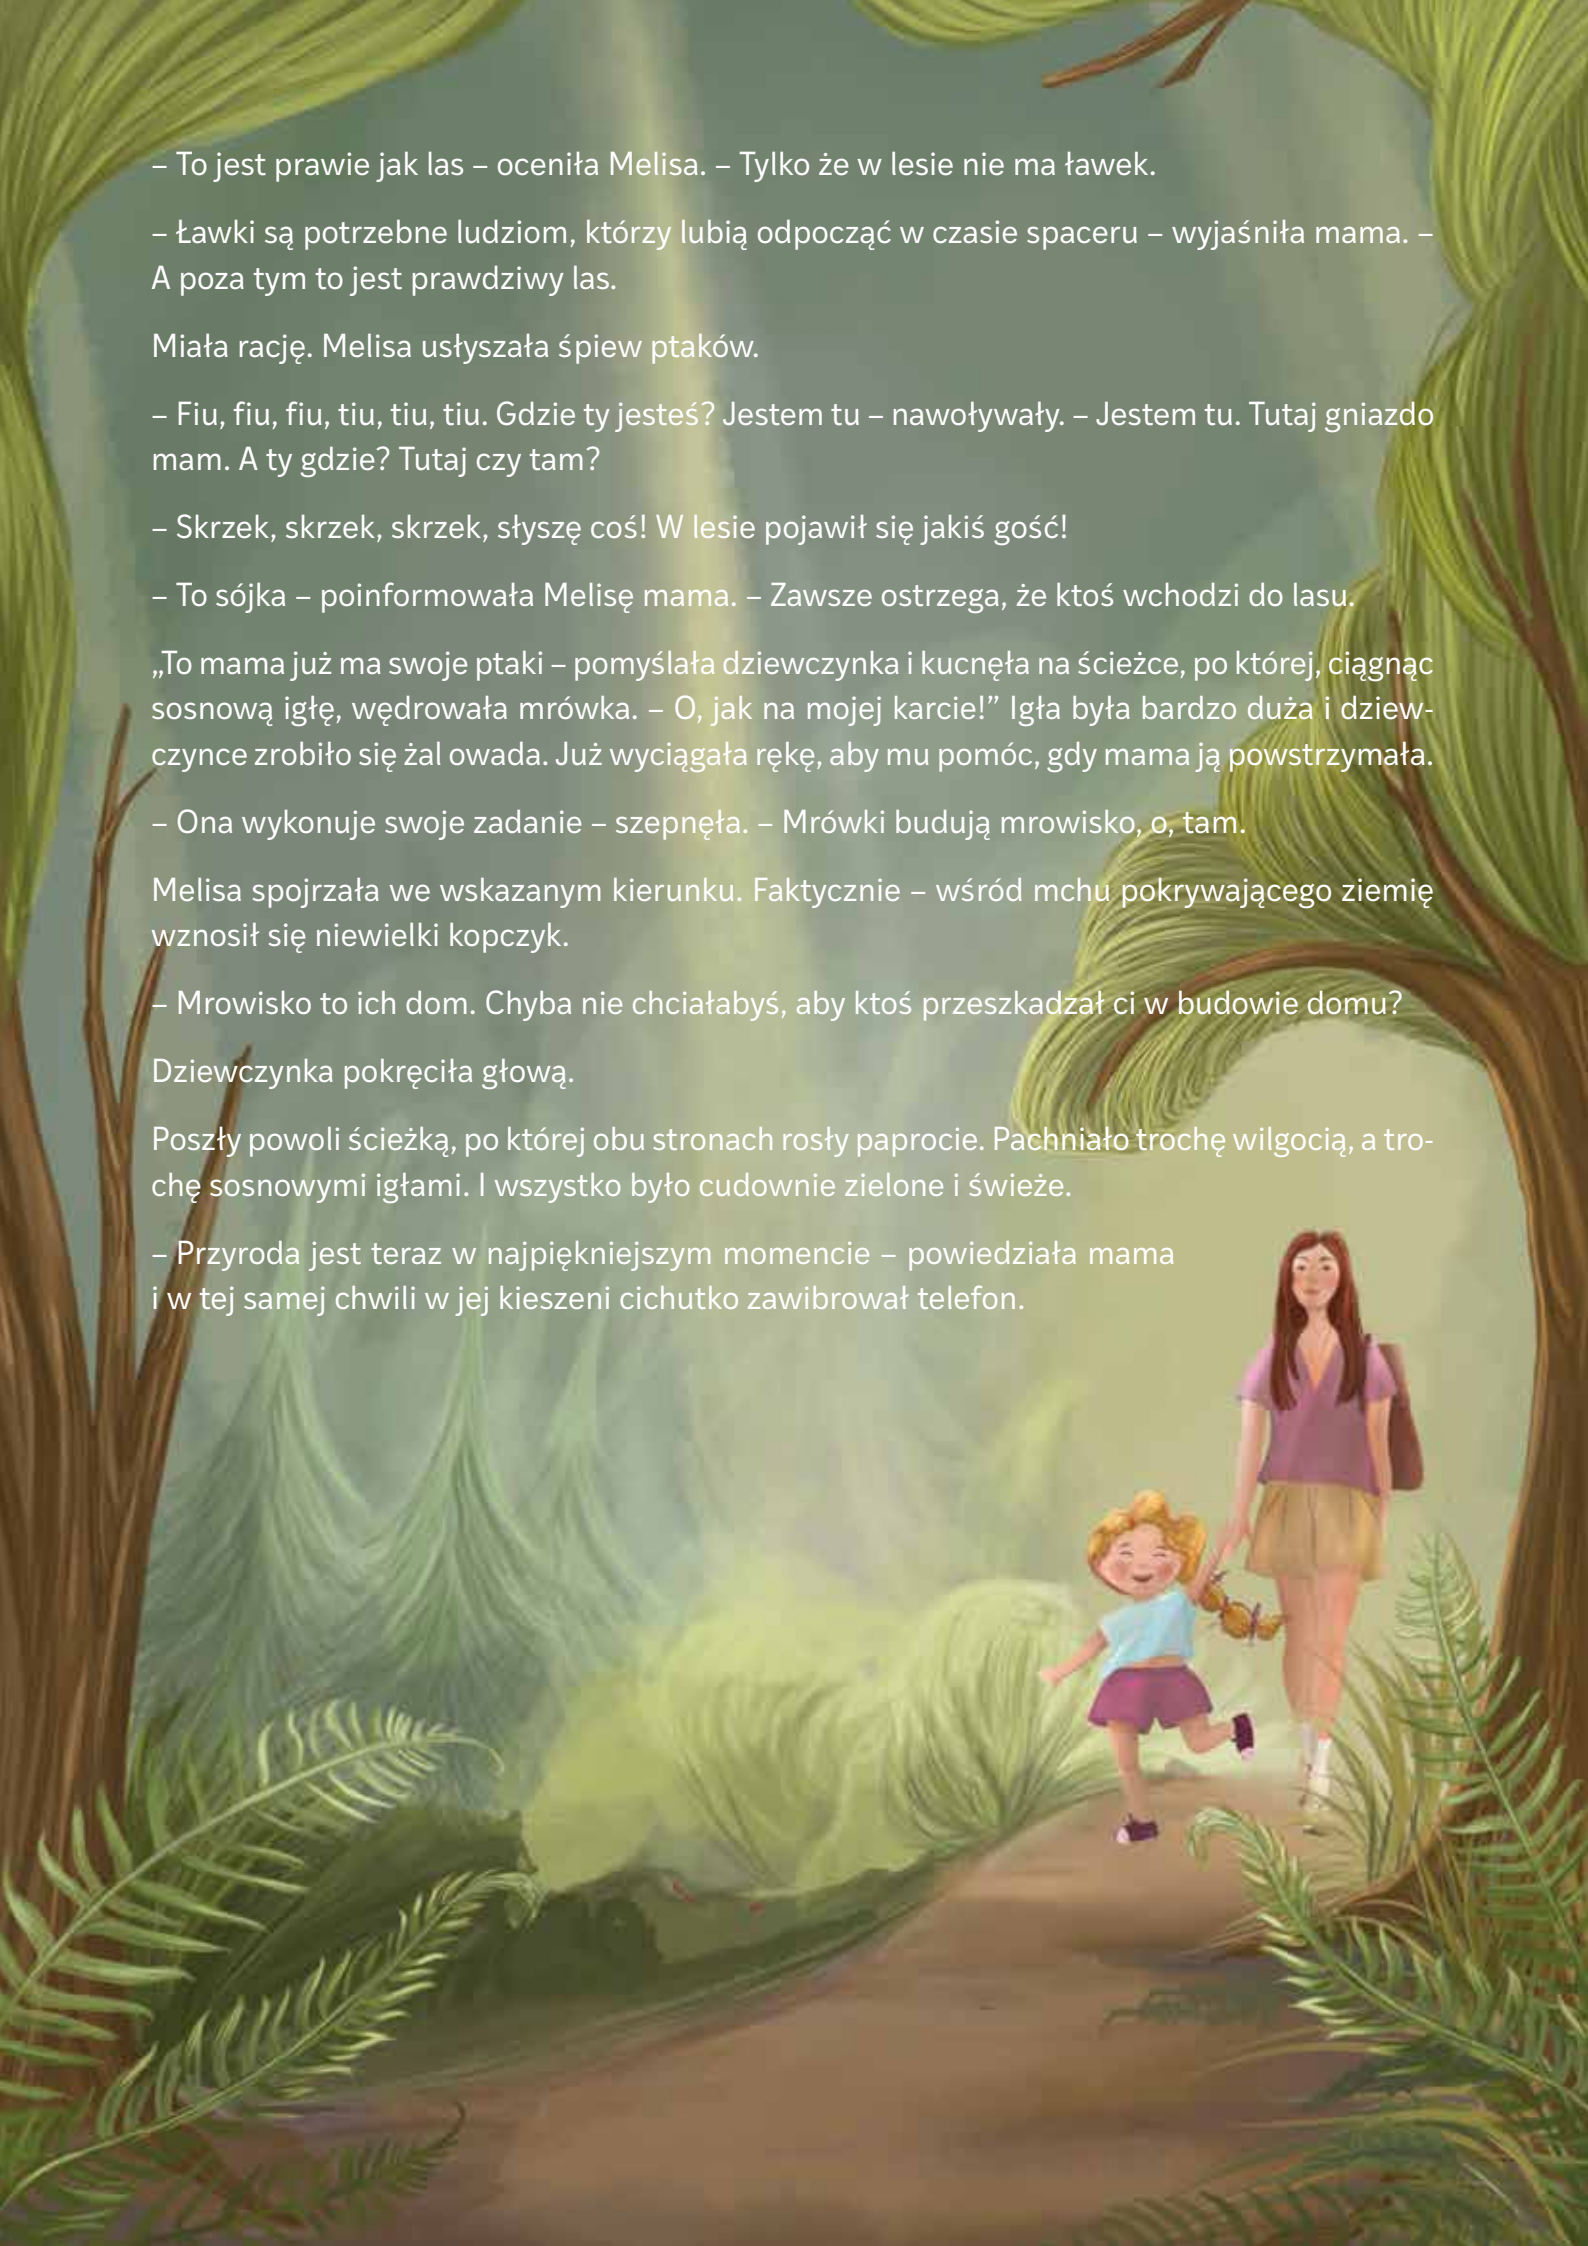 – To jest prawie jak las – oceniła Melisa. – Tylko że w lesie nie ma ławek.
– Ławki są potrzebne ludziom, którzy lubią odpocząć w czasie spaceru – wyjaśniła mama. –
A poza tym to jest prawdziwy las.
Miała rację. Melisa usłyszała śpiew ptaków.
– Fiu, fiu, fiu, tiu, tiu, tiu. Gdzie ty jesteś? Jestem tu – nawoływały. – Jestem tu. Tutaj gniazdo
mam. A ty gdzie? Tutaj czy tam?
– Skrzek, skrzek, skrzek, słyszę coś! W lesie pojawił się jakiś gość!
– To sójka – poinformowała Melisę mama. – Zawsze ostrzega, że ktoś wchodzi do lasu.
„To mama już ma swoje ptaki – pomyślała dziewczynka i kucnęła na ścieżce, po której, ciągnąc
sosnową igłę, wędrowała mrówka. – O, jak na mojej karcie!” Igła była bardzo duża i dziew-
czynce zrobiło się żal owada. Już wyciągała rękę, aby mu pomóc, gdy mama ją powstrzymała.
– Ona wykonuje swoje zadanie – szepnęła. – Mrówki budują mrowisko, o, tam.
Melisa spojrzała we wskazanym kierunku. Faktycznie – wśród mchu pokrywającego ziemię
wznosił się niewielki kopczyk.
– Mrowisko to ich dom. Chyba nie chciałabyś, aby ktoś przeszkadzał ci w budowie domu?
Dziewczynka pokręciła głową.
Poszły powoli ścieżką, po której obu stronach rosły paprocie. Pachniało trochę wilgocią, a tro-
chę sosnowymi igłami. I wszystko było cudownie zielone i świeże.
– Przyroda jest teraz w najpiękniejszym momencie – powiedziała mama
i w tej samej chwili w jej kieszeni cichutko zawibrował telefon.